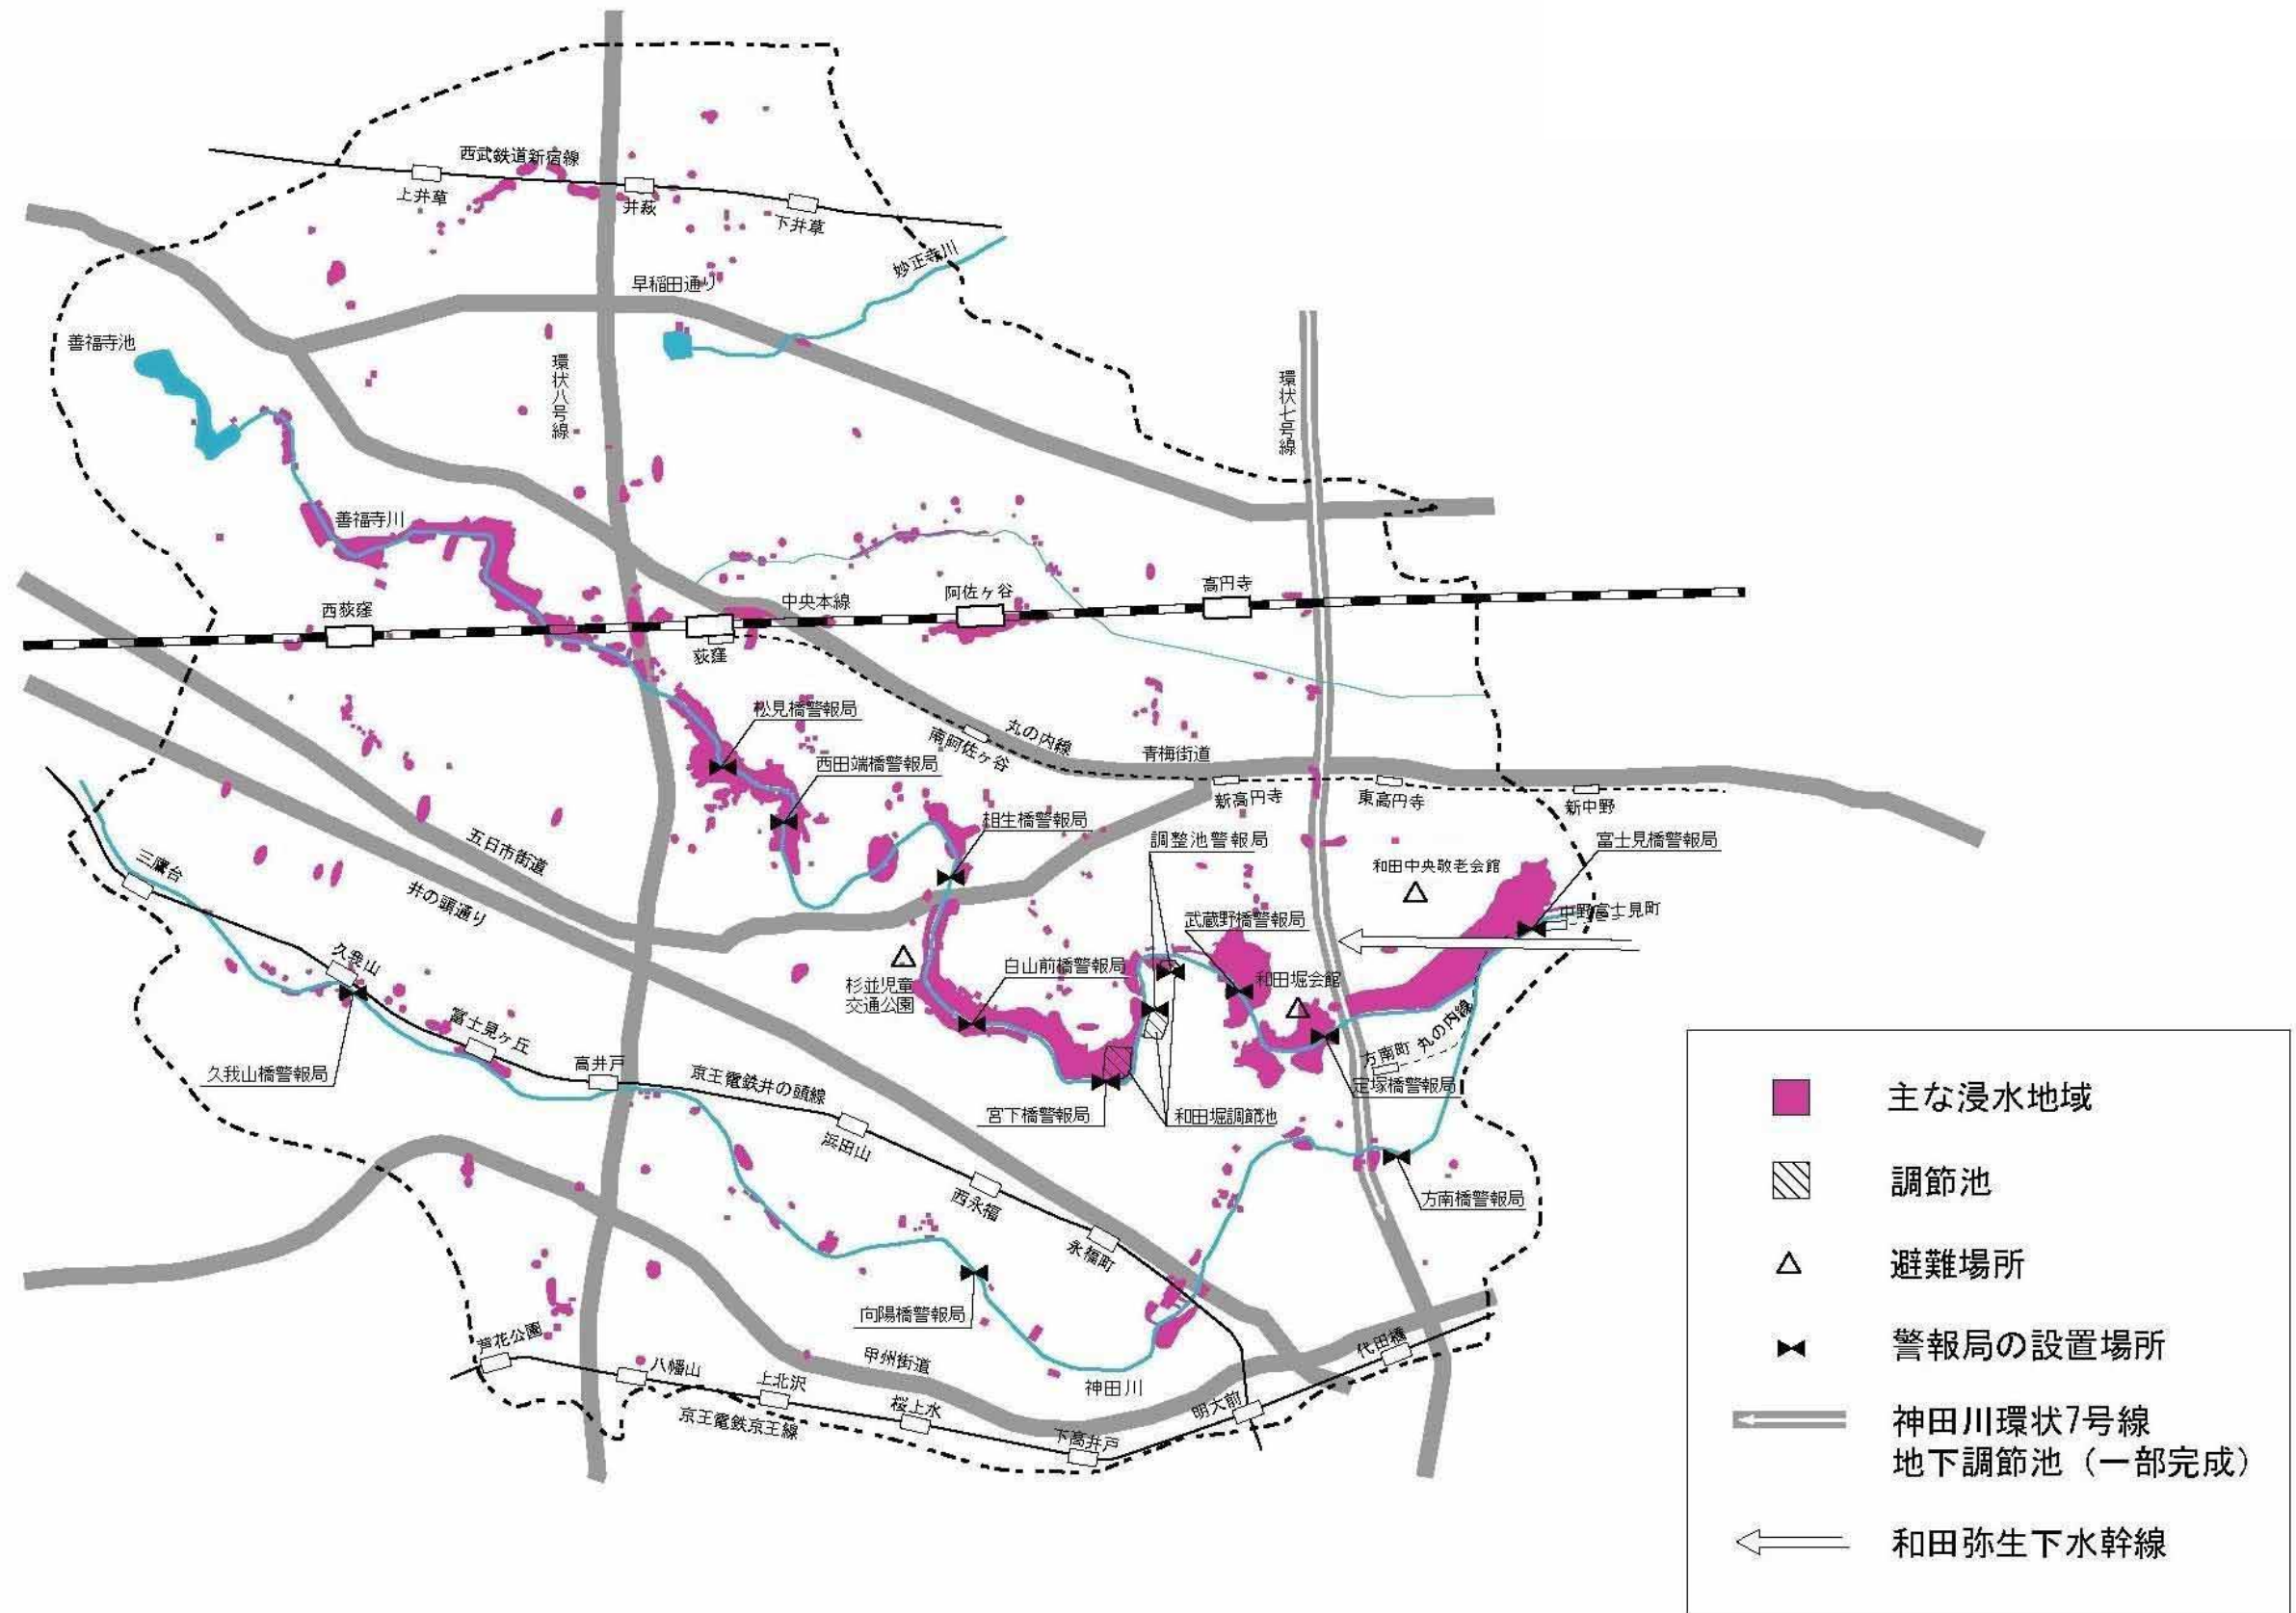 西武鉄道新宿線
上井草
井荻
下井草
妙正寺川
早稲田通り
善福寺池
環状八号線
環状七号線
善福寺川
西荻窪
中央本線
荻窪
阿佐ヶ谷
高円寺
松見橋警報局
西田端橋警報局
南阿佐ヶ谷
丸の内線
青梅街道
新高円寺
東高円寺
新中野
相生橋警報局
調整池警報局
富士見橋警報局
和田中央敬老会館
中野富士見町
五日市街道
井の頭通り
三鷹台
武蔵野橋警報局
久我山
白山前橋警報局
和田堀会館
杉並児童
交通公園
富士見ヶ丘
久我山橋警報局
高井戸
京王電鉄井の頭線
方南町
丸の内線
定塚橋警報局
宮下橋警報局
和田堀調節池
浜田山
西永福
永福町
方南橋警報局
向陽橋警報局
芦花公園
八幡山
上北沢
桜上水
京王電鉄京王線
甲州街道
神田川
下高井戸
明大前
代田橋
主な浸水地域
調節池
避難場所
警報局の設置場所
神田川環状7号線
地下調節池（一部完成）
和田弥生下水幹線